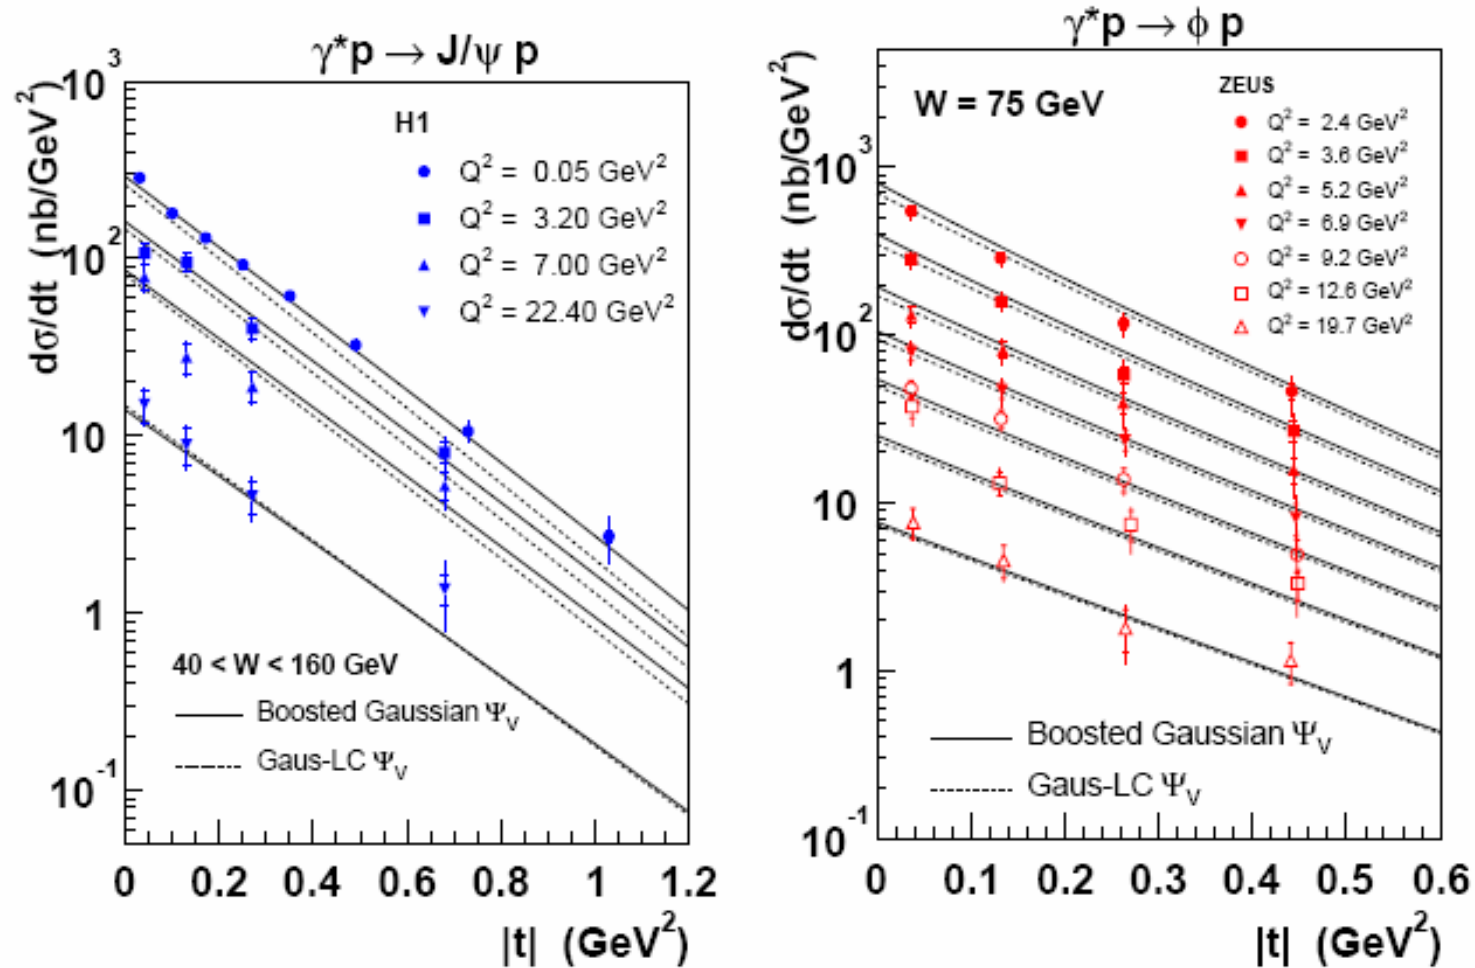 γ*p → J/ψ p
dσ/dt (nb/GeV²)
10³
10²
10
1
10⁻¹
H1
Q² = 0.05 GeV²
Q² = 3.20 GeV²
Q² = 7.00 GeV²
Q² = 22.40 GeV²
40 < W < 160 GeV
Boosted Gaussian Ψ_V
Gaus-LC Ψ_V
0 0.2 0.4 0.6 0.8 1 1.2
|t| (GeV²)
γ*p → ϕ p
dσ/dt (nb/GeV²)
10³
10²
10
1
10⁻¹
W = 75 GeV
ZEUS
Q² = 2.4 GeV²
Q² = 3.6 GeV²
Q² = 5.2 GeV²
Q² = 6.9 GeV²
Q² = 9.2 GeV²
Q² = 12.6 GeV²
Q² = 19.7 GeV²
Boosted Gaussian Ψ_V
Gaus-LC Ψ_V
0 0.1 0.2 0.3 0.4 0.5 0.6
|t| (GeV²)